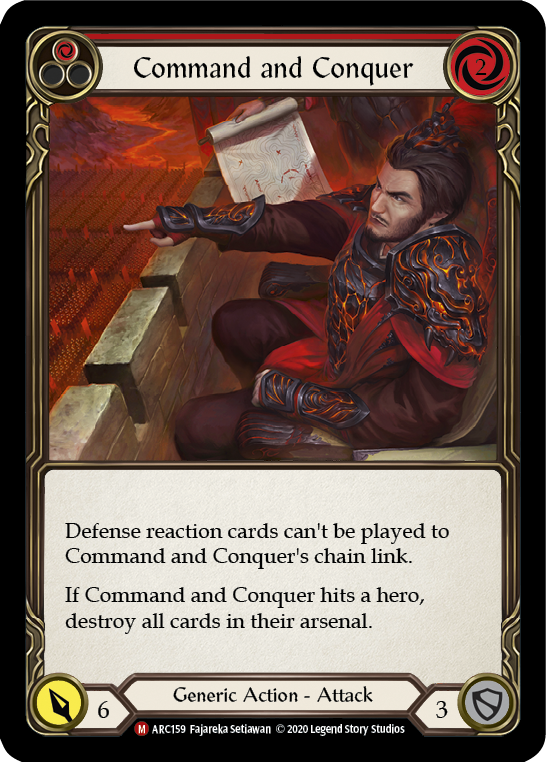 2
Command and Conquer
Defense reaction cards can't be played to
Command and Conquer's chain link.
If Command and Conquer hits a hero,
destroy all cards in their arsenal.
6
Generic Action - Attack
3
M ARC159 Fajareka Setiawan © 2020 Legend Story Studios